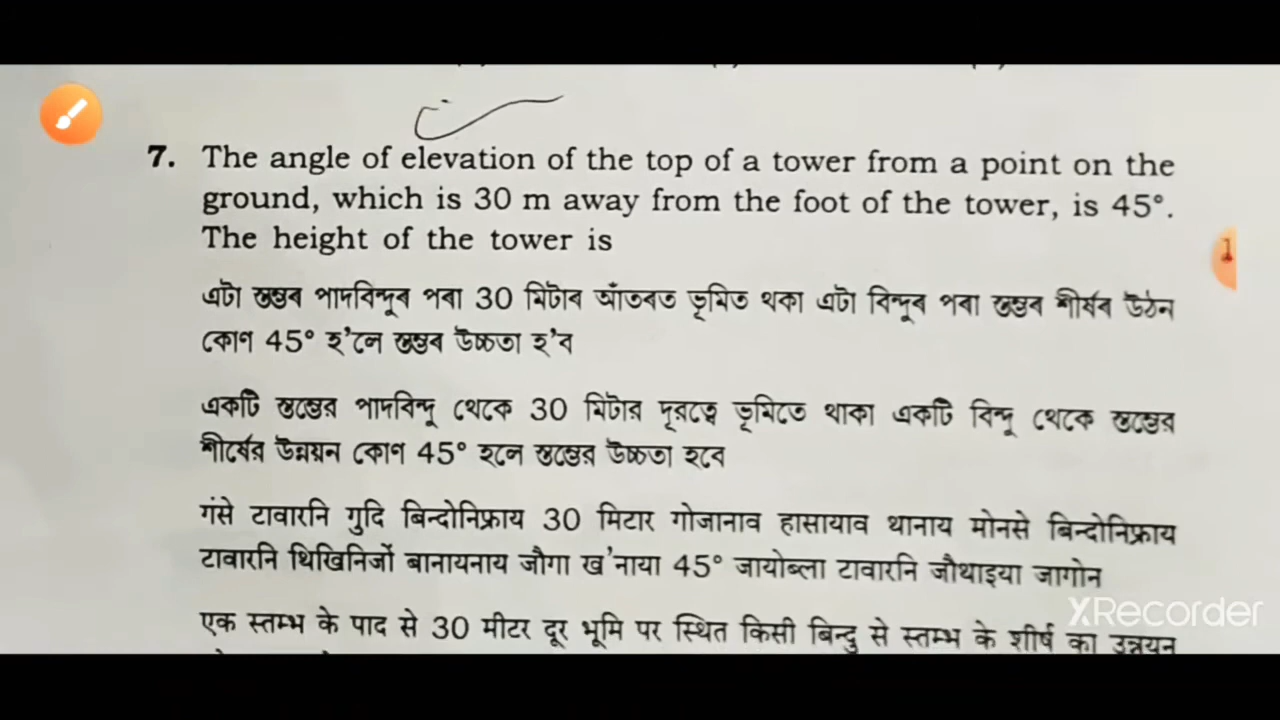 7. The angle of elevation of the top of a tower from a point on the
ground, which is 30 m away from the foot of the tower, is 45°.
The height of the tower is
এটা স্তম্ভৰ পাদবিন্দুৰ পৰা 30 মিটাৰ আঁতৰত ভূমিত থকা এটা বিন্দুৰ পৰা স্তম্ভৰ শীৰ্ষৰ উঠন
কোণ 45° হ’লে স্তম্ভৰ উচ্চতা হ’ব
একটি স্তম্ভের পাদবিন্দু থেকে 30 মিটার দূরত্বে ভূমিতে থাকা একটি বিন্দু থেকে স্তম্ভের
শীর্ষের উন্নয়ন কোণ 45° হলে স্তম্ভের উচ্চতা হবে
गंसे टावारनि गुदि बिन्दोनिफ्राय 30 मिटार गोजानाव हासायाव थानाय मोनसे बिन्दोनिफ्राय
टावारनि थिखिनिजों बानायनाय जौगा ख'नाया 45° जायोब्ला टावारनि जौथाइया जागोन
एक स्तम्भ के पाद से 30 मीटर दूर भूमि पर स्थित किसी बिन्दु से स्तम्भ के शीर्ष का उन्नयन
XRecorder
1